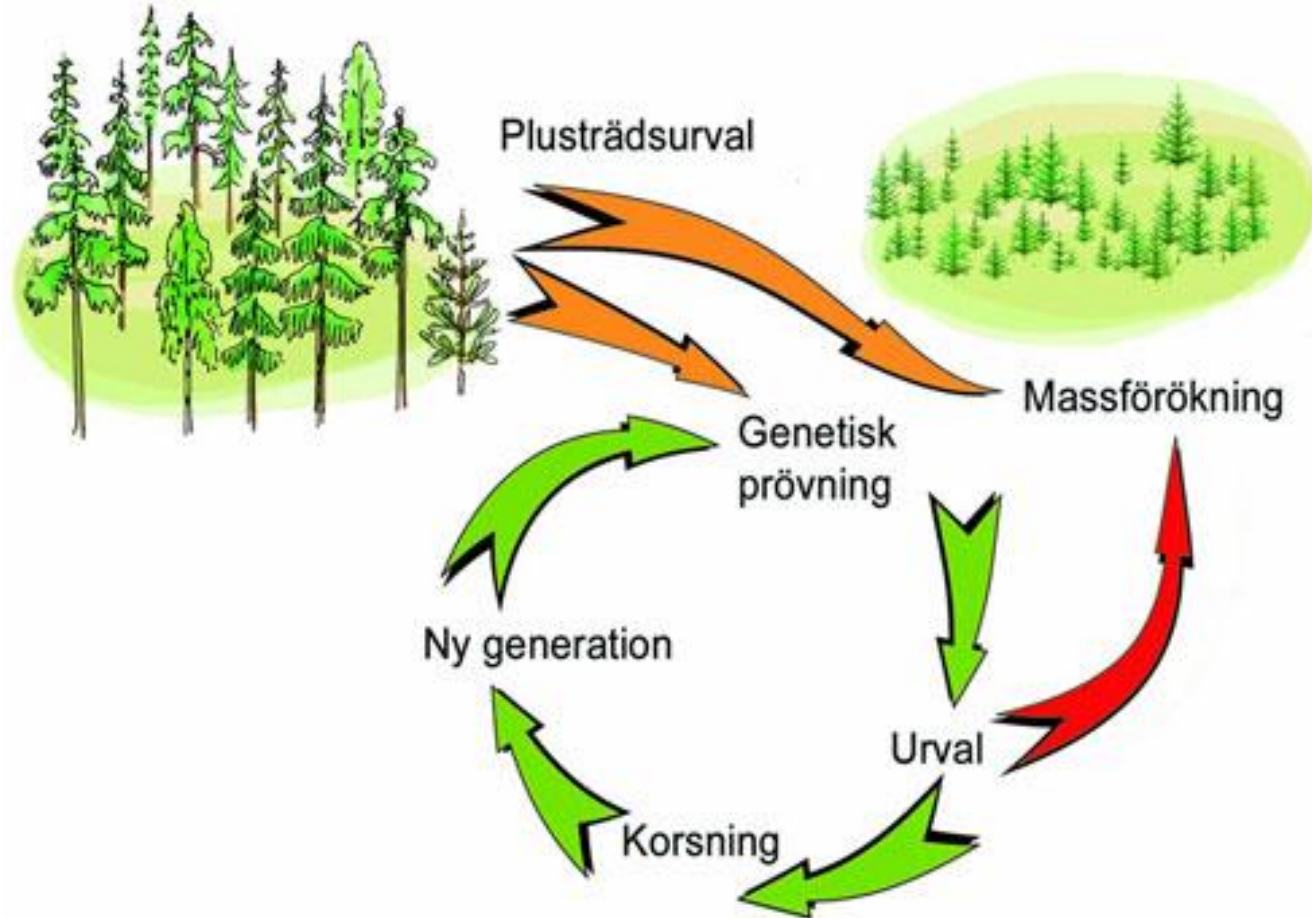 Plusträdsurval
Massförökning
Genetisk
prövning
Ny generation
Urval
Korsning